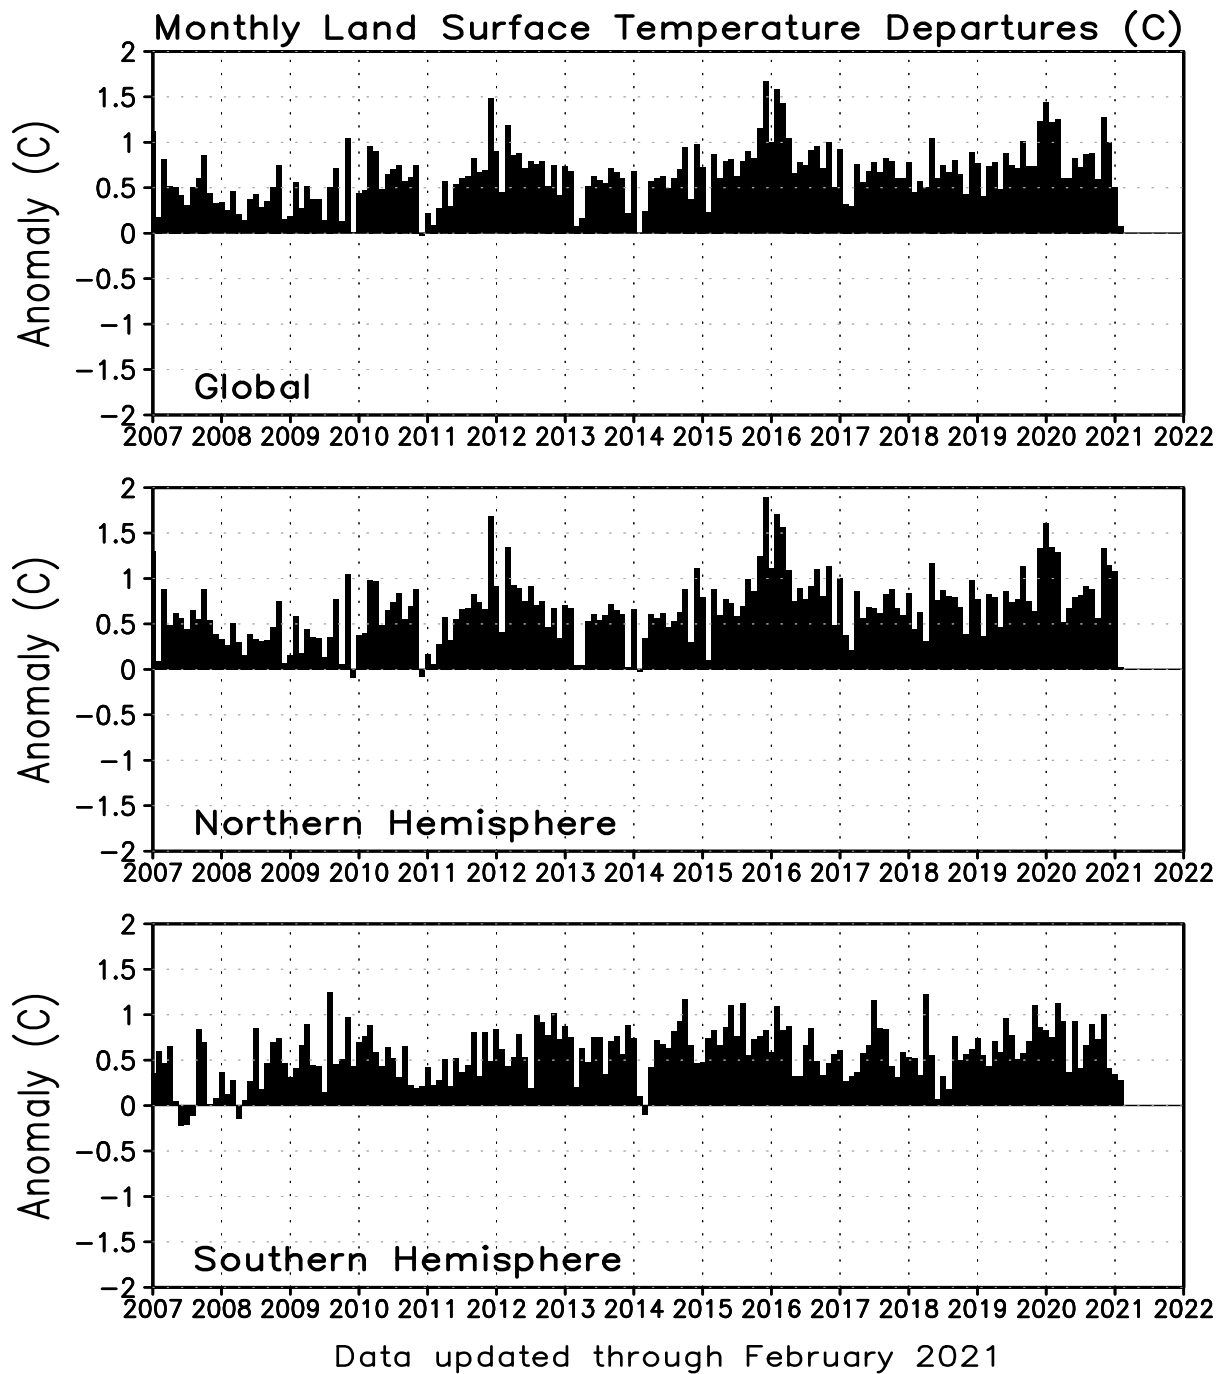 Monthly Land Surface Temperature Departures (C)
2
1.5
1
0.5
0
−0.5
−1
−1.5
−2
Anomaly (C)
Global
2007 2008 2009 2010 2011 2012 2013 2014 2015 2016 2017 2018 2019 2020 2021 2022
2
1.5
1
0.5
0
−0.5
−1
−1.5
−2
Anomaly (C)
Northern Hemisphere
2007 2008 2009 2010 2011 2012 2013 2014 2015 2016 2017 2018 2019 2020 2021 2022
2
1.5
1
0.5
0
−0.5
−1
−1.5
−2
Anomaly (C)
Southern Hemisphere
2007 2008 2009 2010 2011 2012 2013 2014 2015 2016 2017 2018 2019 2020 2021 2022
Data updated through February 2021